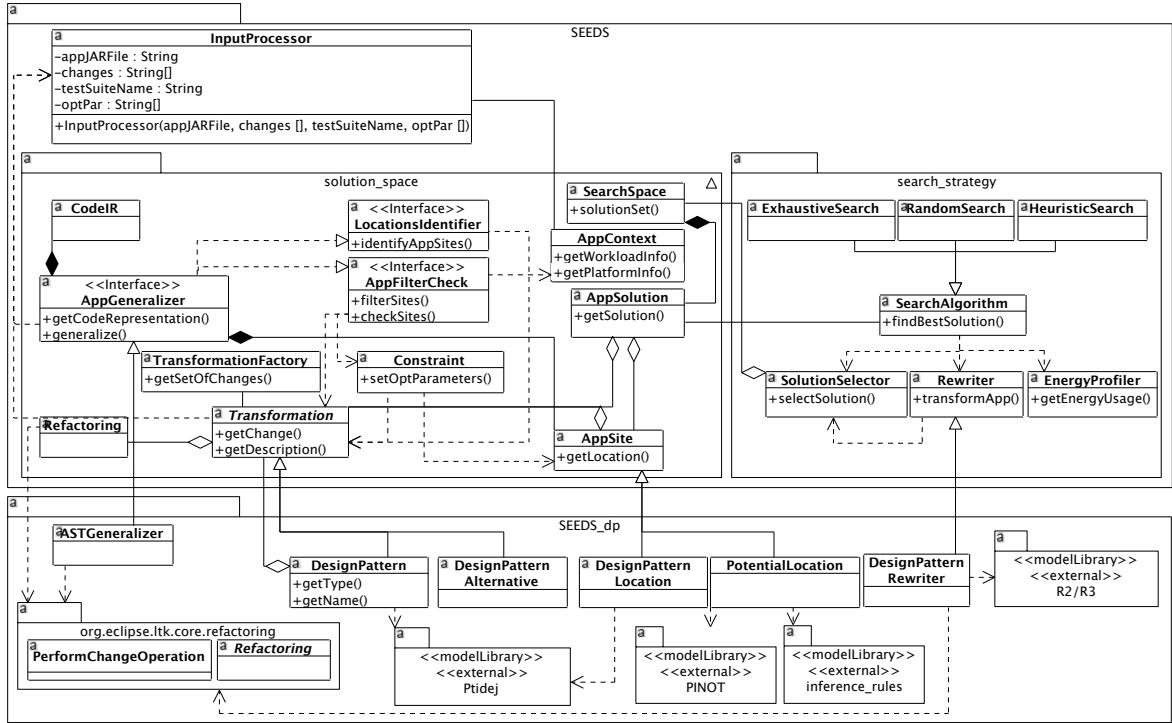 a
SEEDS
a
InputProcessor
-appJARFile : String
-changes : String[]
-testSuiteName : String
-optPar : String[]
+InputProcessor(appJARFile, changes [], testSuiteName, optPar [])
a
solution_space
a
CodeIR
a
<<Interface>>
LocationsIdentifier
+identifyAppSites()
a
SearchSpace
+solutionSet()
a
<<Interface>>
AppFilterCheck
+filterSites()
+checkSites()
a
AppContext
+getWorkloadInfo()
+getPlatformInfo()
a
<<Interface>>
AppGeneralizer
+getCodeRepresentation()
+generalize()
a
AppSolution
+getSolution()
a
TransformationFactory
+getSetOfChanges()
a
Constraint
+setOptParameters()
a
Refactoring
a
Transformation
+getChange()
+getDescription()
a
AppSite
+getLocation()
a
search_strategy
a
ExhaustiveSearch
a
RandomSearch
a
HeuristicSearch
a
SearchAlgorithm
+findBestSolution()
a
SolutionSelector
+selectSolution()
a
Rewriter
+transformApp()
a
EnergyProfiler
+getEnergyUsage()
a
SEEDS_dp
a
ASTGeneralizer
a
DesignPattern
+getType()
+getName()
a
DesignPattern
Alternative
a
DesignPattern
Location
PotentialLocation
DesignPattern
Rewriter
a
<<modelLibrary>>
<<external>>
R2/R3
a
org.eclipse.ltk.core.refactoring
a
PerformChangeOperation
a
Refactoring
a
<<modelLibrary>>
<<external>>
Ptidej
a
<<modelLibrary>>
<<external>>
PINOT
a
<<modelLibrary>>
<<external>>
inference_rules